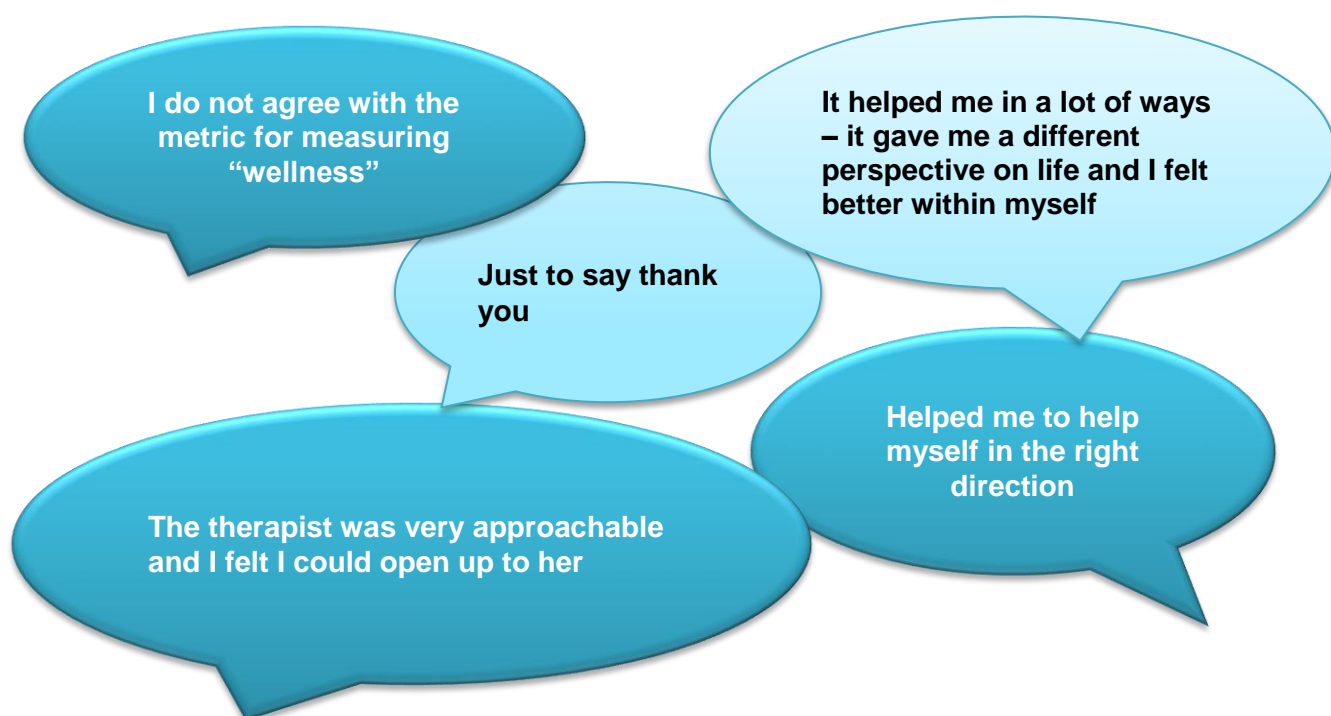 I do not agree with the
metric for measuring
“wellness”
It helped me in a lot of ways
– it gave me a different
perspective on life and I felt
better within myself
Just to say thank
you
Helped me to help
myself in the right
direction
The therapist was very approachable
and I felt I could open up to her